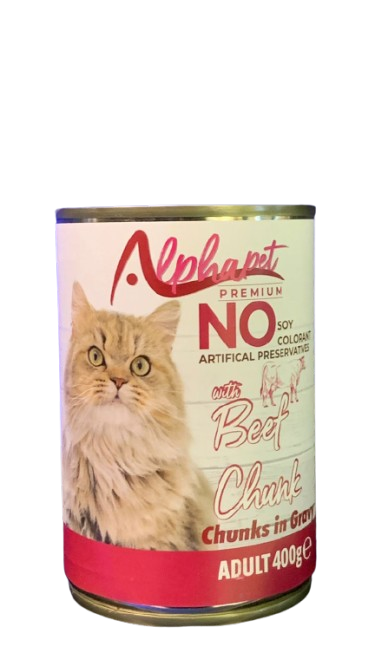 Alphapet
PREMIUM
NO SOY
COLORANT
ARTIFICAL PRESERVATIVES
with
Beef
Chunk
Chunks in Gravy
ADULT 400g e